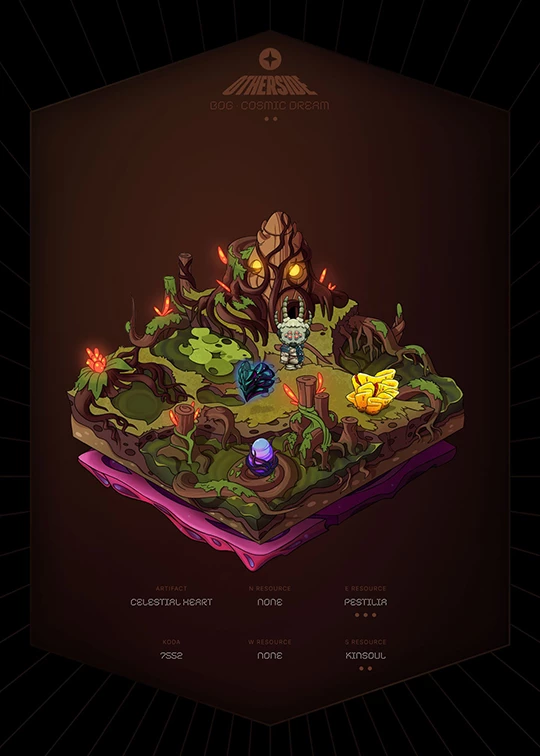 OTHERSIDE
BOG · COSMIC DREAM
ARTIFACT N RESOURCE E RESOURCE
CELESTIAL HEART NONE PESTILIA
KODA W RESOURCE S RESOURCE
7552 NONE KINSOUL